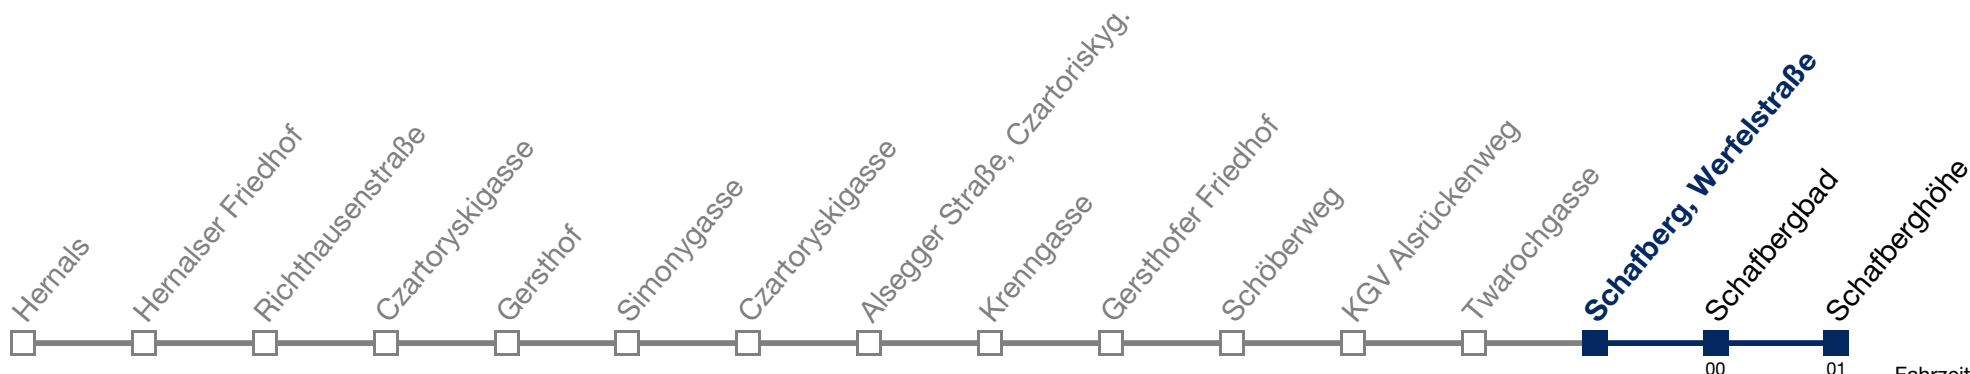 Hernals
Hernalser Friedhof
Richthausenstraße
Czartoryskigasse
Gersthof
Simonygasse
Czartoryskigasse
Alsegger Straße, Czartoriskyg.
Krenngasse
Gersthofer Friedhof
Schöberweg
KGV Alsrückenweg
Twarochgasse
Schafberg, Werfelstraße
Schafbergbad
Schafberghöhe
00
01
Fahrzeit